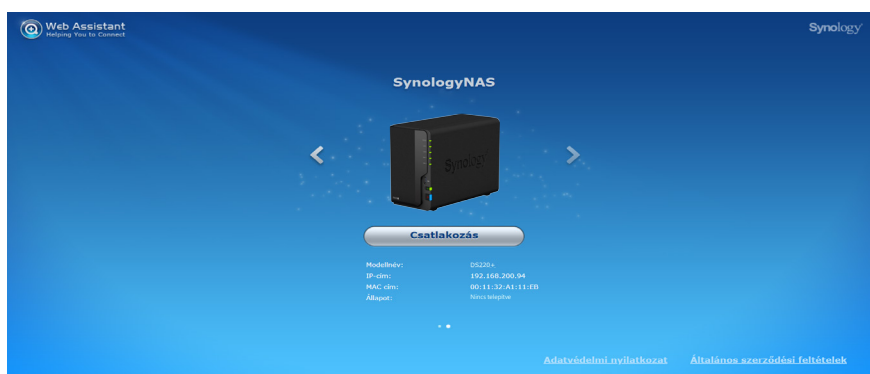 Web Assistant
Helping You to Connect
Synology
SynologyNAS
Synology
Csatlakozás
Modellnév: DS220+
IP-cím: 192.168.200.94
MAC cím: 00:11:32:A1:11:EB
Állapot: Nincs telepítve
Adatvédelmi nyilatkozat Általános szerződési feltételek